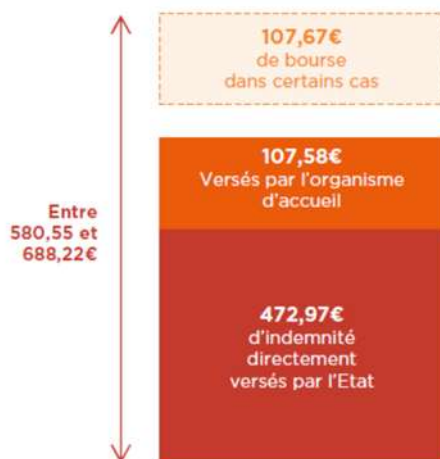 107,67€
de bourse
dans certains cas
107,58€
Versés par l'organisme
d'accueil
Entre
580,55 et
688,22€
472,97€
d'indemnité
directement
versés par l'Etat